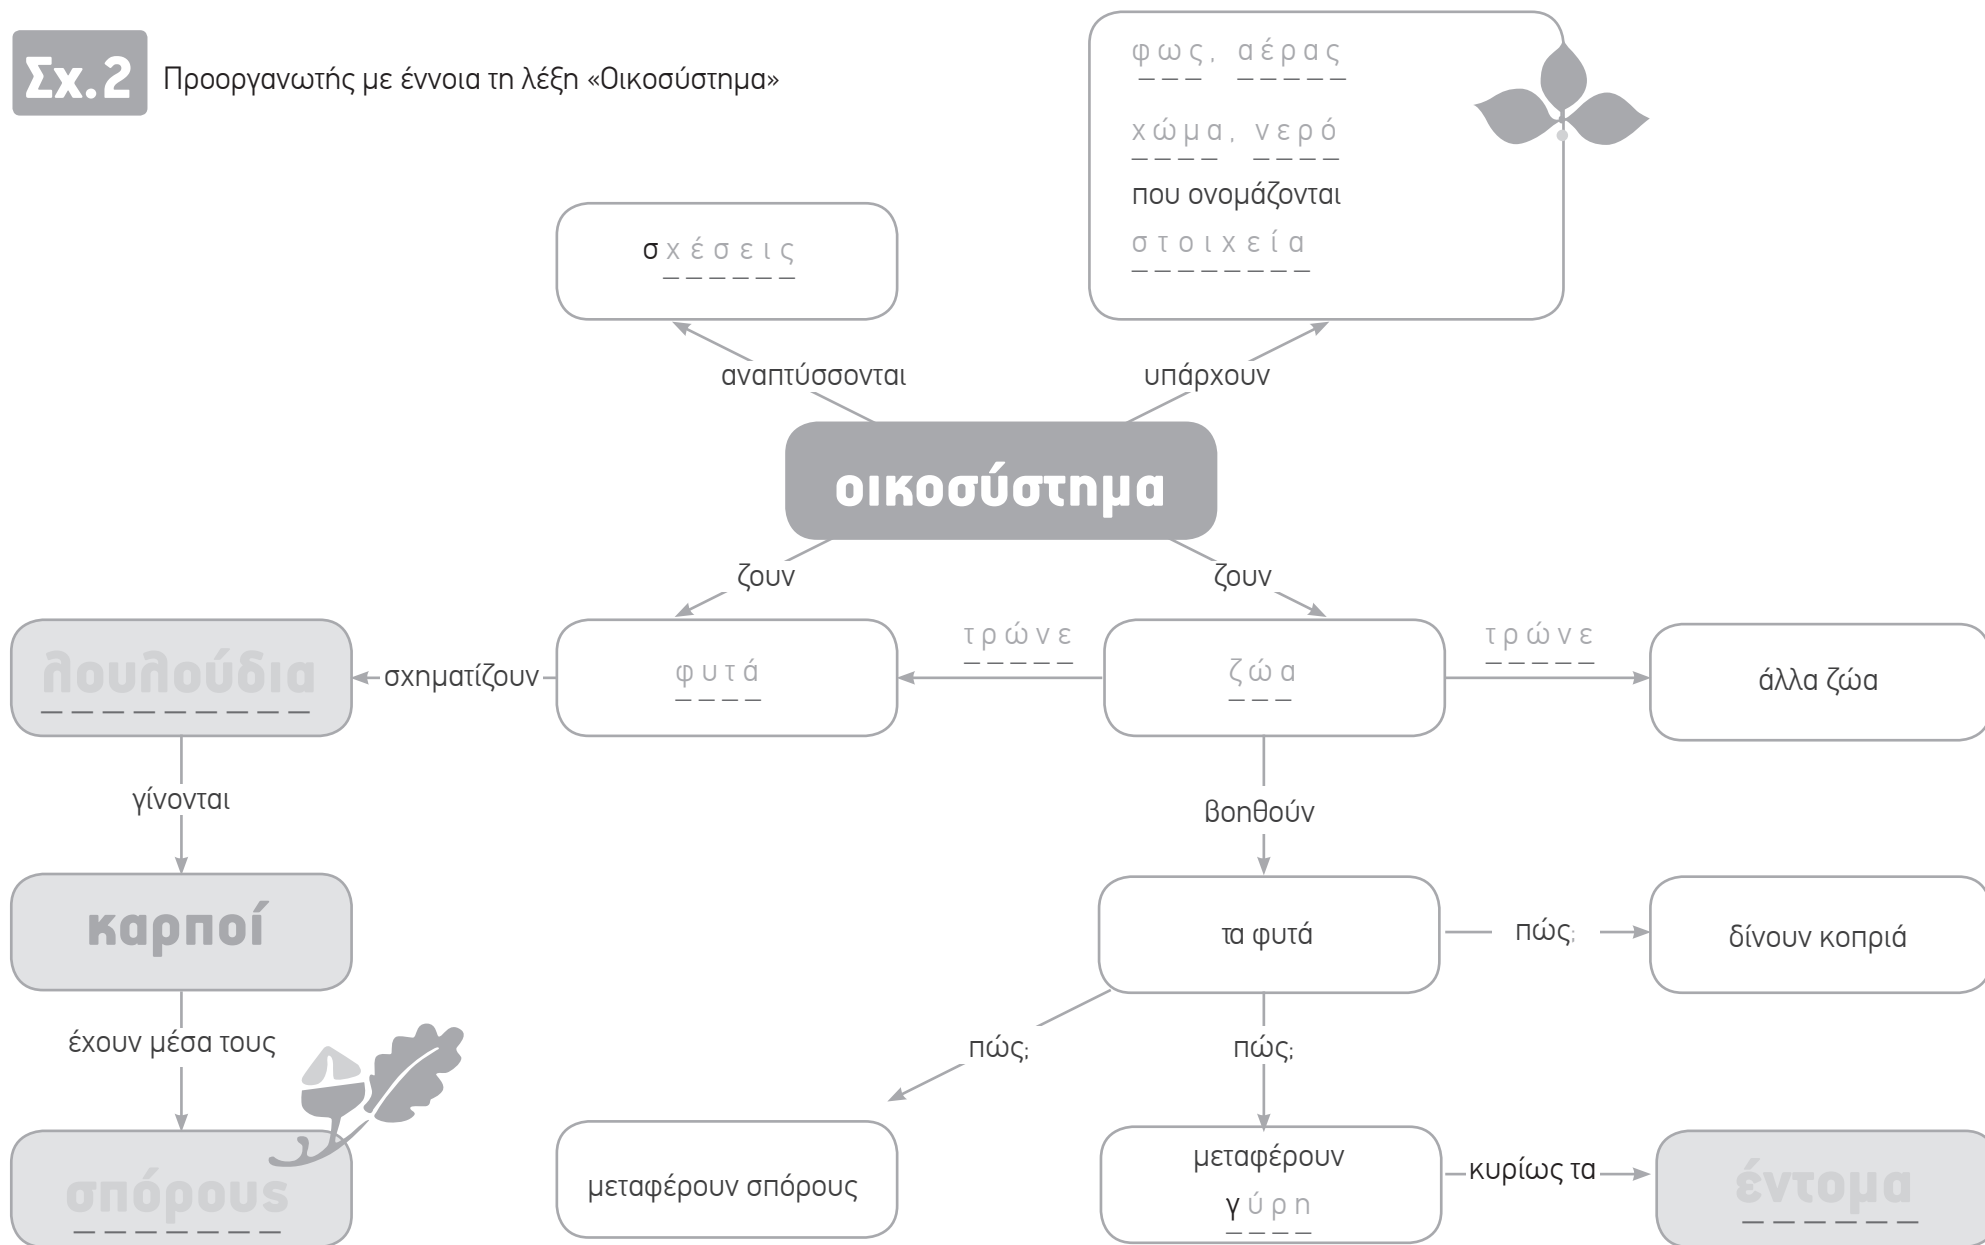 Σχ.2 Προοργανωτής με έννοια τη λέξη «Οικοσύστημα»
φως, αέρας
χώμα, νερό
που ονομάζονται
στοιχεία
σχέσεις
αναπτύσσονται
υπάρχουν
οικοσύστημα
ζουν
ζουν
λουλούδια
σχηματίζουν
φυτά
τρώνε
ζώα
τρώνε
άλλα ζώα
γίνονται
βοηθούν
καρποί
τα φυτά
πώς;
δίνουν κοπριά
έχουν μέσα τους
πώς;
πώς;
σπόρους
μεταφέρουν σπόρους
μεταφέρουν
γύρη
κυρίως τα
έντομα